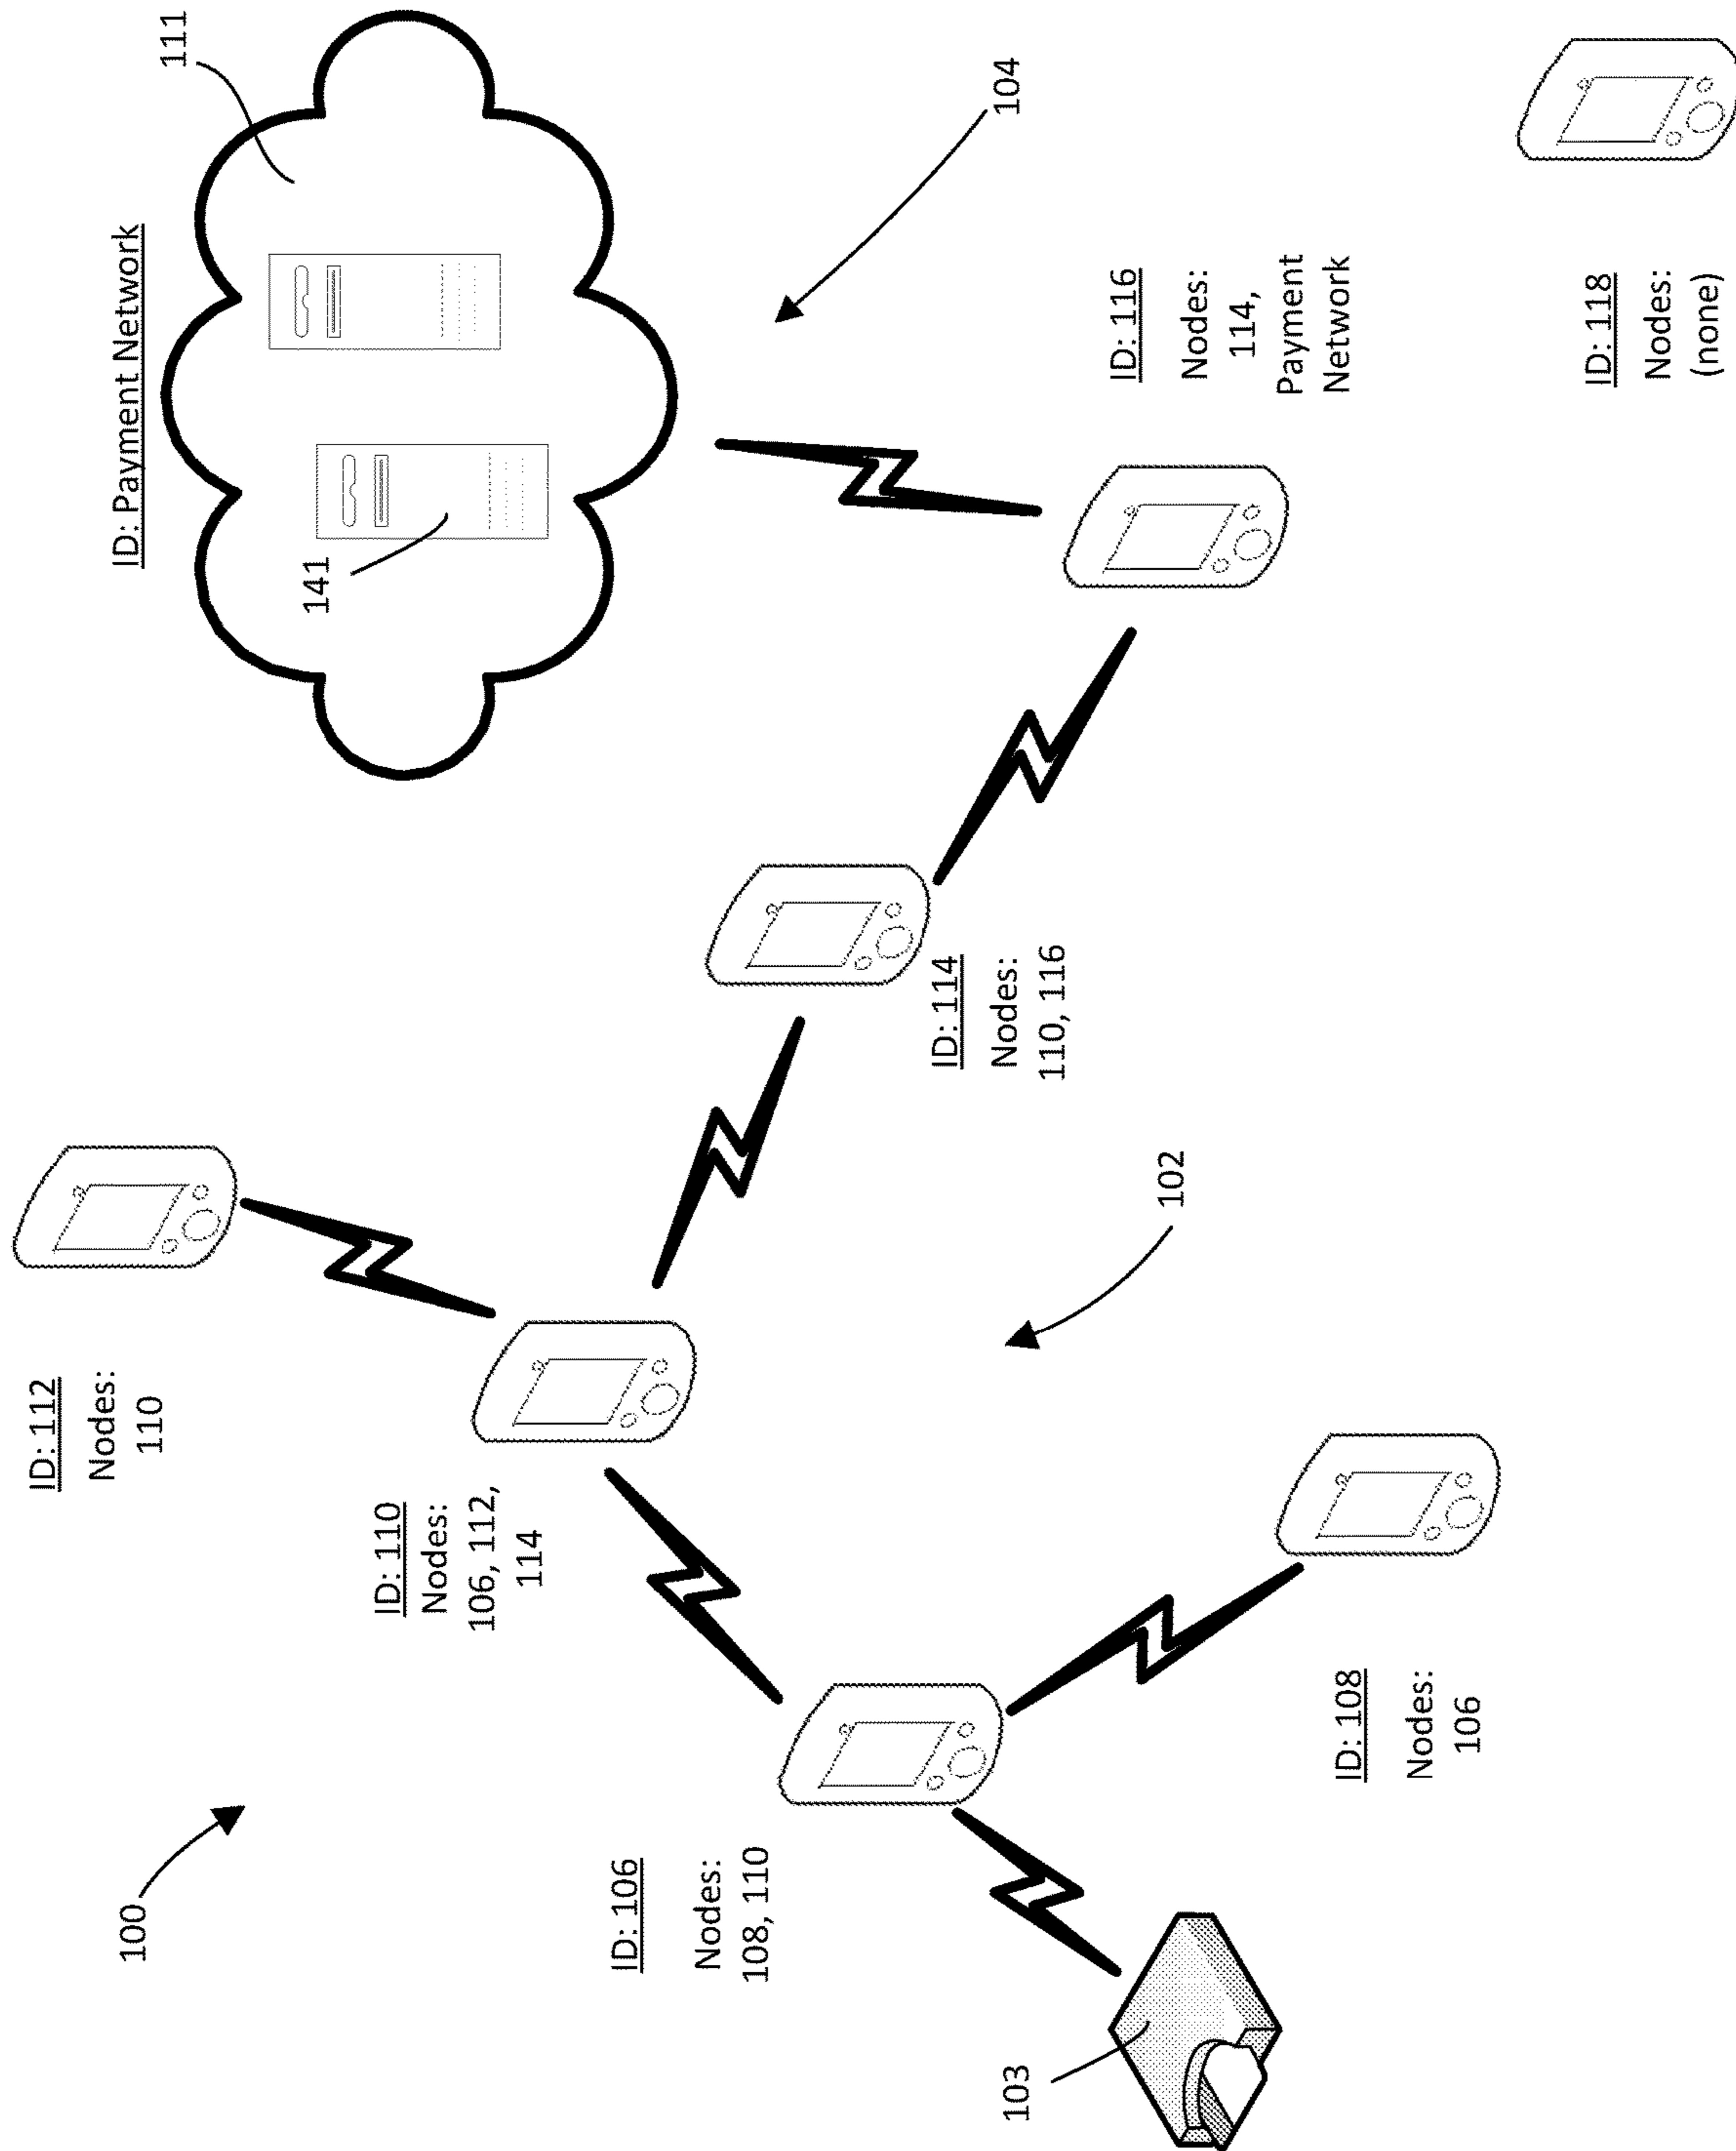 100
ID: 112
Nodes:
110
ID: Payment Network
111
141
ID: 110
Nodes:
106, 112,
114
ID: 106
Nodes:
108, 110
104
ID: 114
Nodes:
110, 116
103
102
ID: 116
Nodes:
114,
Payment
Network
ID: 108
Nodes:
106
ID: 118
Nodes:
(none)